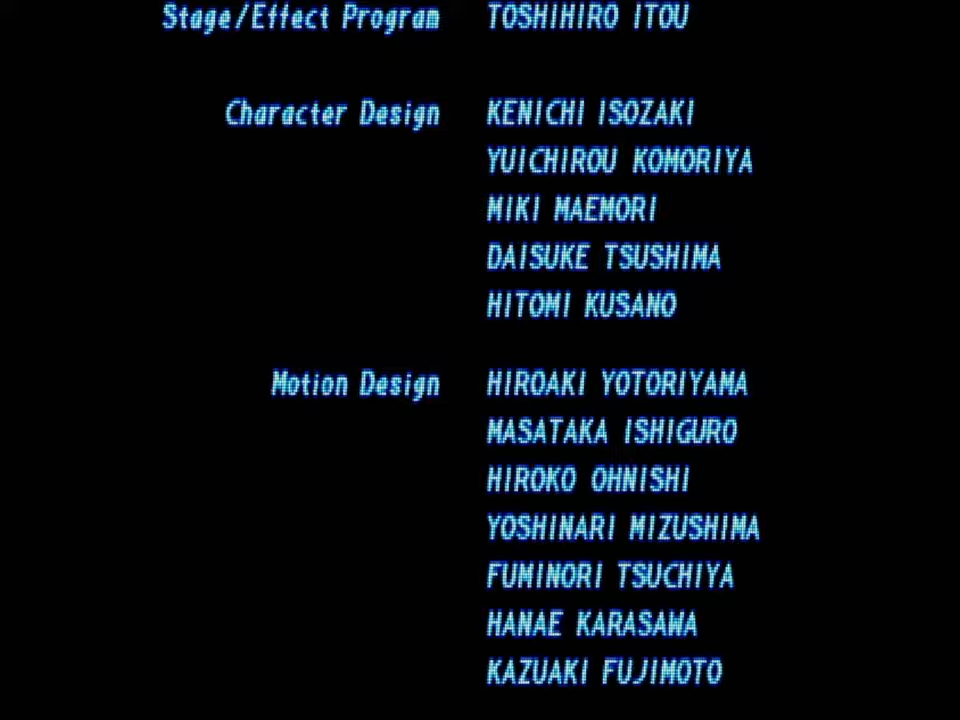 Stage/Effect Program TOSHIHIRO ITOU
Character Design KENICHI ISOZAKI
YUICHIROU KOMORIYA
MIKI MAEMORI
DAISUKE TSUSHIMA
HITOMI KUSANO
Motion Design HIROAKI YOTORIYAMA
MASATAKA ISHIGURO
HIROKO OHNISHI
YOSHINARI MIZUSHIMA
FUMINORI TSUCHIYA
HANAE KARASAWA
KAZUAKI FUJIMOTO